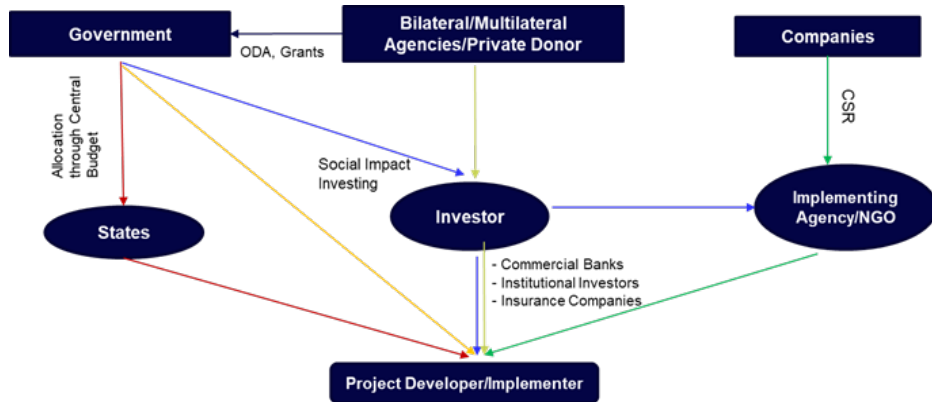 Government
Bilateral/Multilateral
Agencies/Private Donor
Companies
ODA, Grants
Allocation
through Central
Budget
CSR
Social Impact
Investing
States
Investor
Implementing
Agency/NGO
- Commercial Banks
- Institutional Investors
- Insurance Companies
Project Developer/Implementer